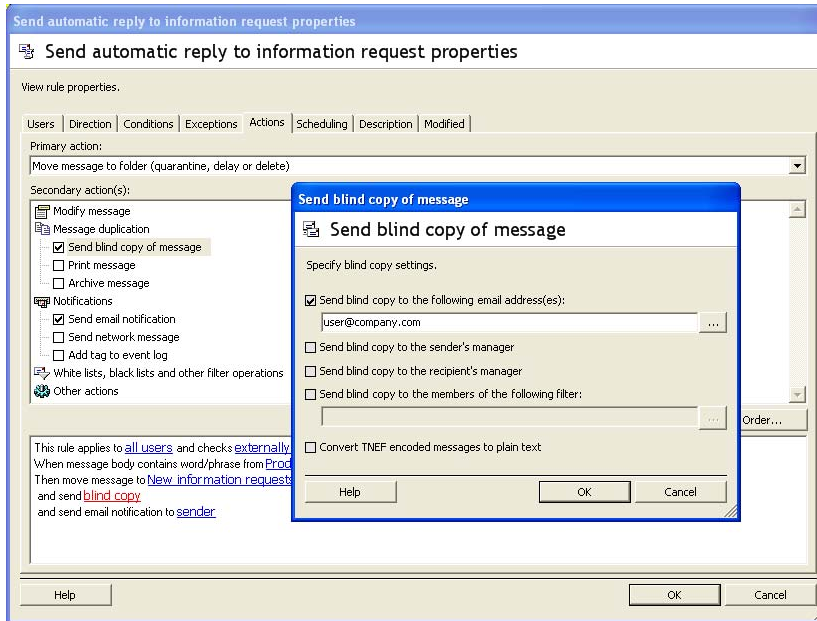 Send automatic reply to information request properties
Send automatic reply to information request properties
View rule properties.
Users Direction Conditions Exceptions Actions Scheduling Description Modified
Primary action:
Move message to folder (quarantine, delay or delete)
Secondary action(s):
Modify message
Message duplication
Send blind copy of message
Print message
Archive message
Notifications
Send email notification
Send network message
Add tag to event log
White lists, black lists and other filter operations
Other actions
Order...
This rule applies to all users and checks externally
When message body contains word/phrase from Prod
Then move message to New information requests
and send blind copy
and send email notification to sender
Help OK Cancel
Send blind copy of message
Send blind copy of message
Specify blind copy settings.
Send blind copy to the following email address(es):
user@company.com ...
Send blind copy to the sender's manager
Send blind copy to the recipient's manager
Send blind copy to the members of the following filter:
...
Convert TNEF encoded messages to plain text
Help OK Cancel